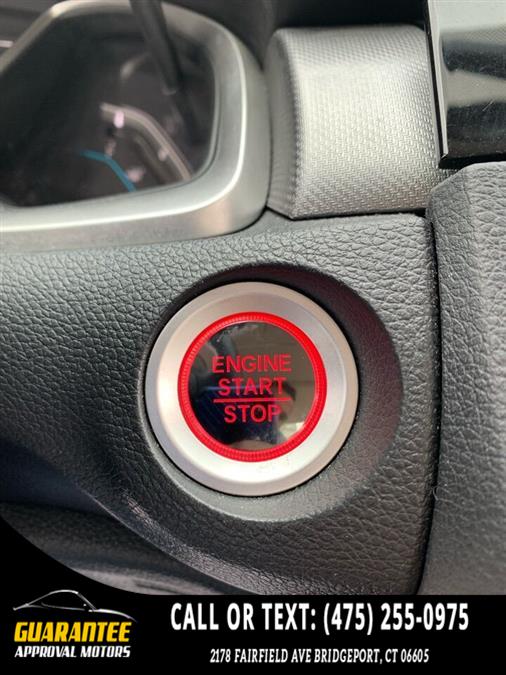 ENGINE
START
STOP
GUARANTEE
APPROVAL MOTORS
CALL OR TEXT: (475) 255-0975
2178 FAIRFIELD AVE BRIDGEPORT, CT 06605